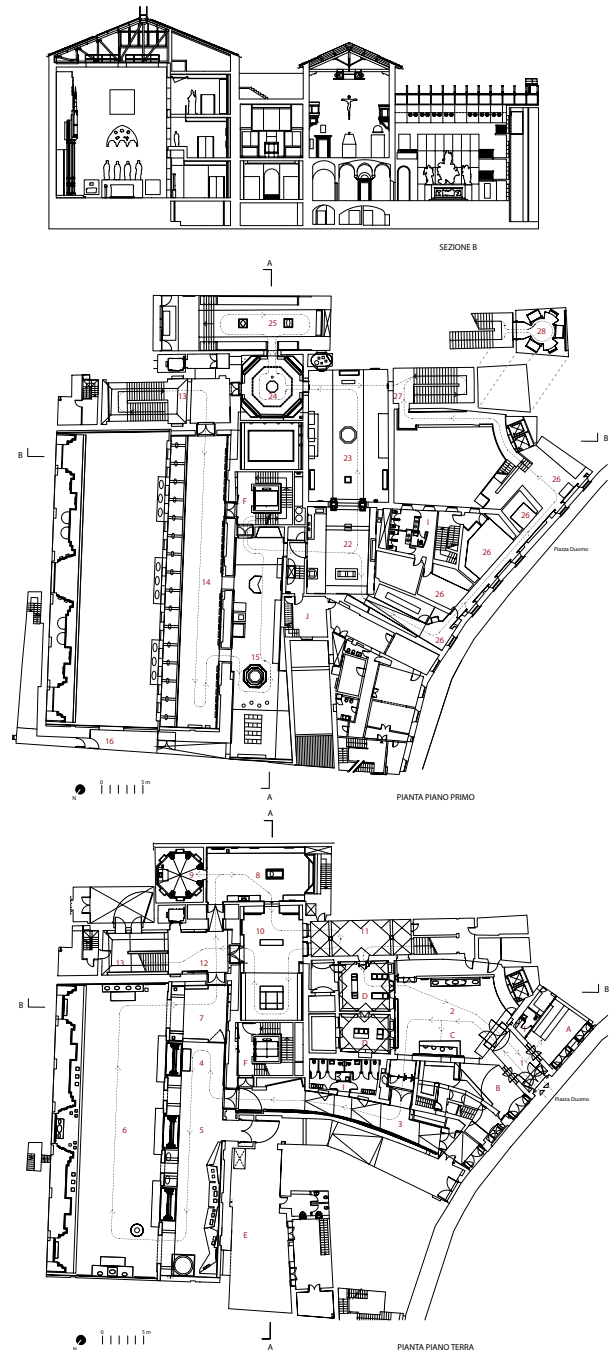 SEZIONE B
A
25
28
13
24
27
B
B
23
26
F
26
Piazza Duomo
I
22
26
14
26
J
26
15
16
N
0 5 m
A
PIANTA PIANO PRIMO
A
9
8
10
11
13
12
B
B
D
2
A
7
C
F
D
1
4
B
Piazza Duomo
6
5
3
E
N
0 5 m
A
PIANTA PIANO TERRA